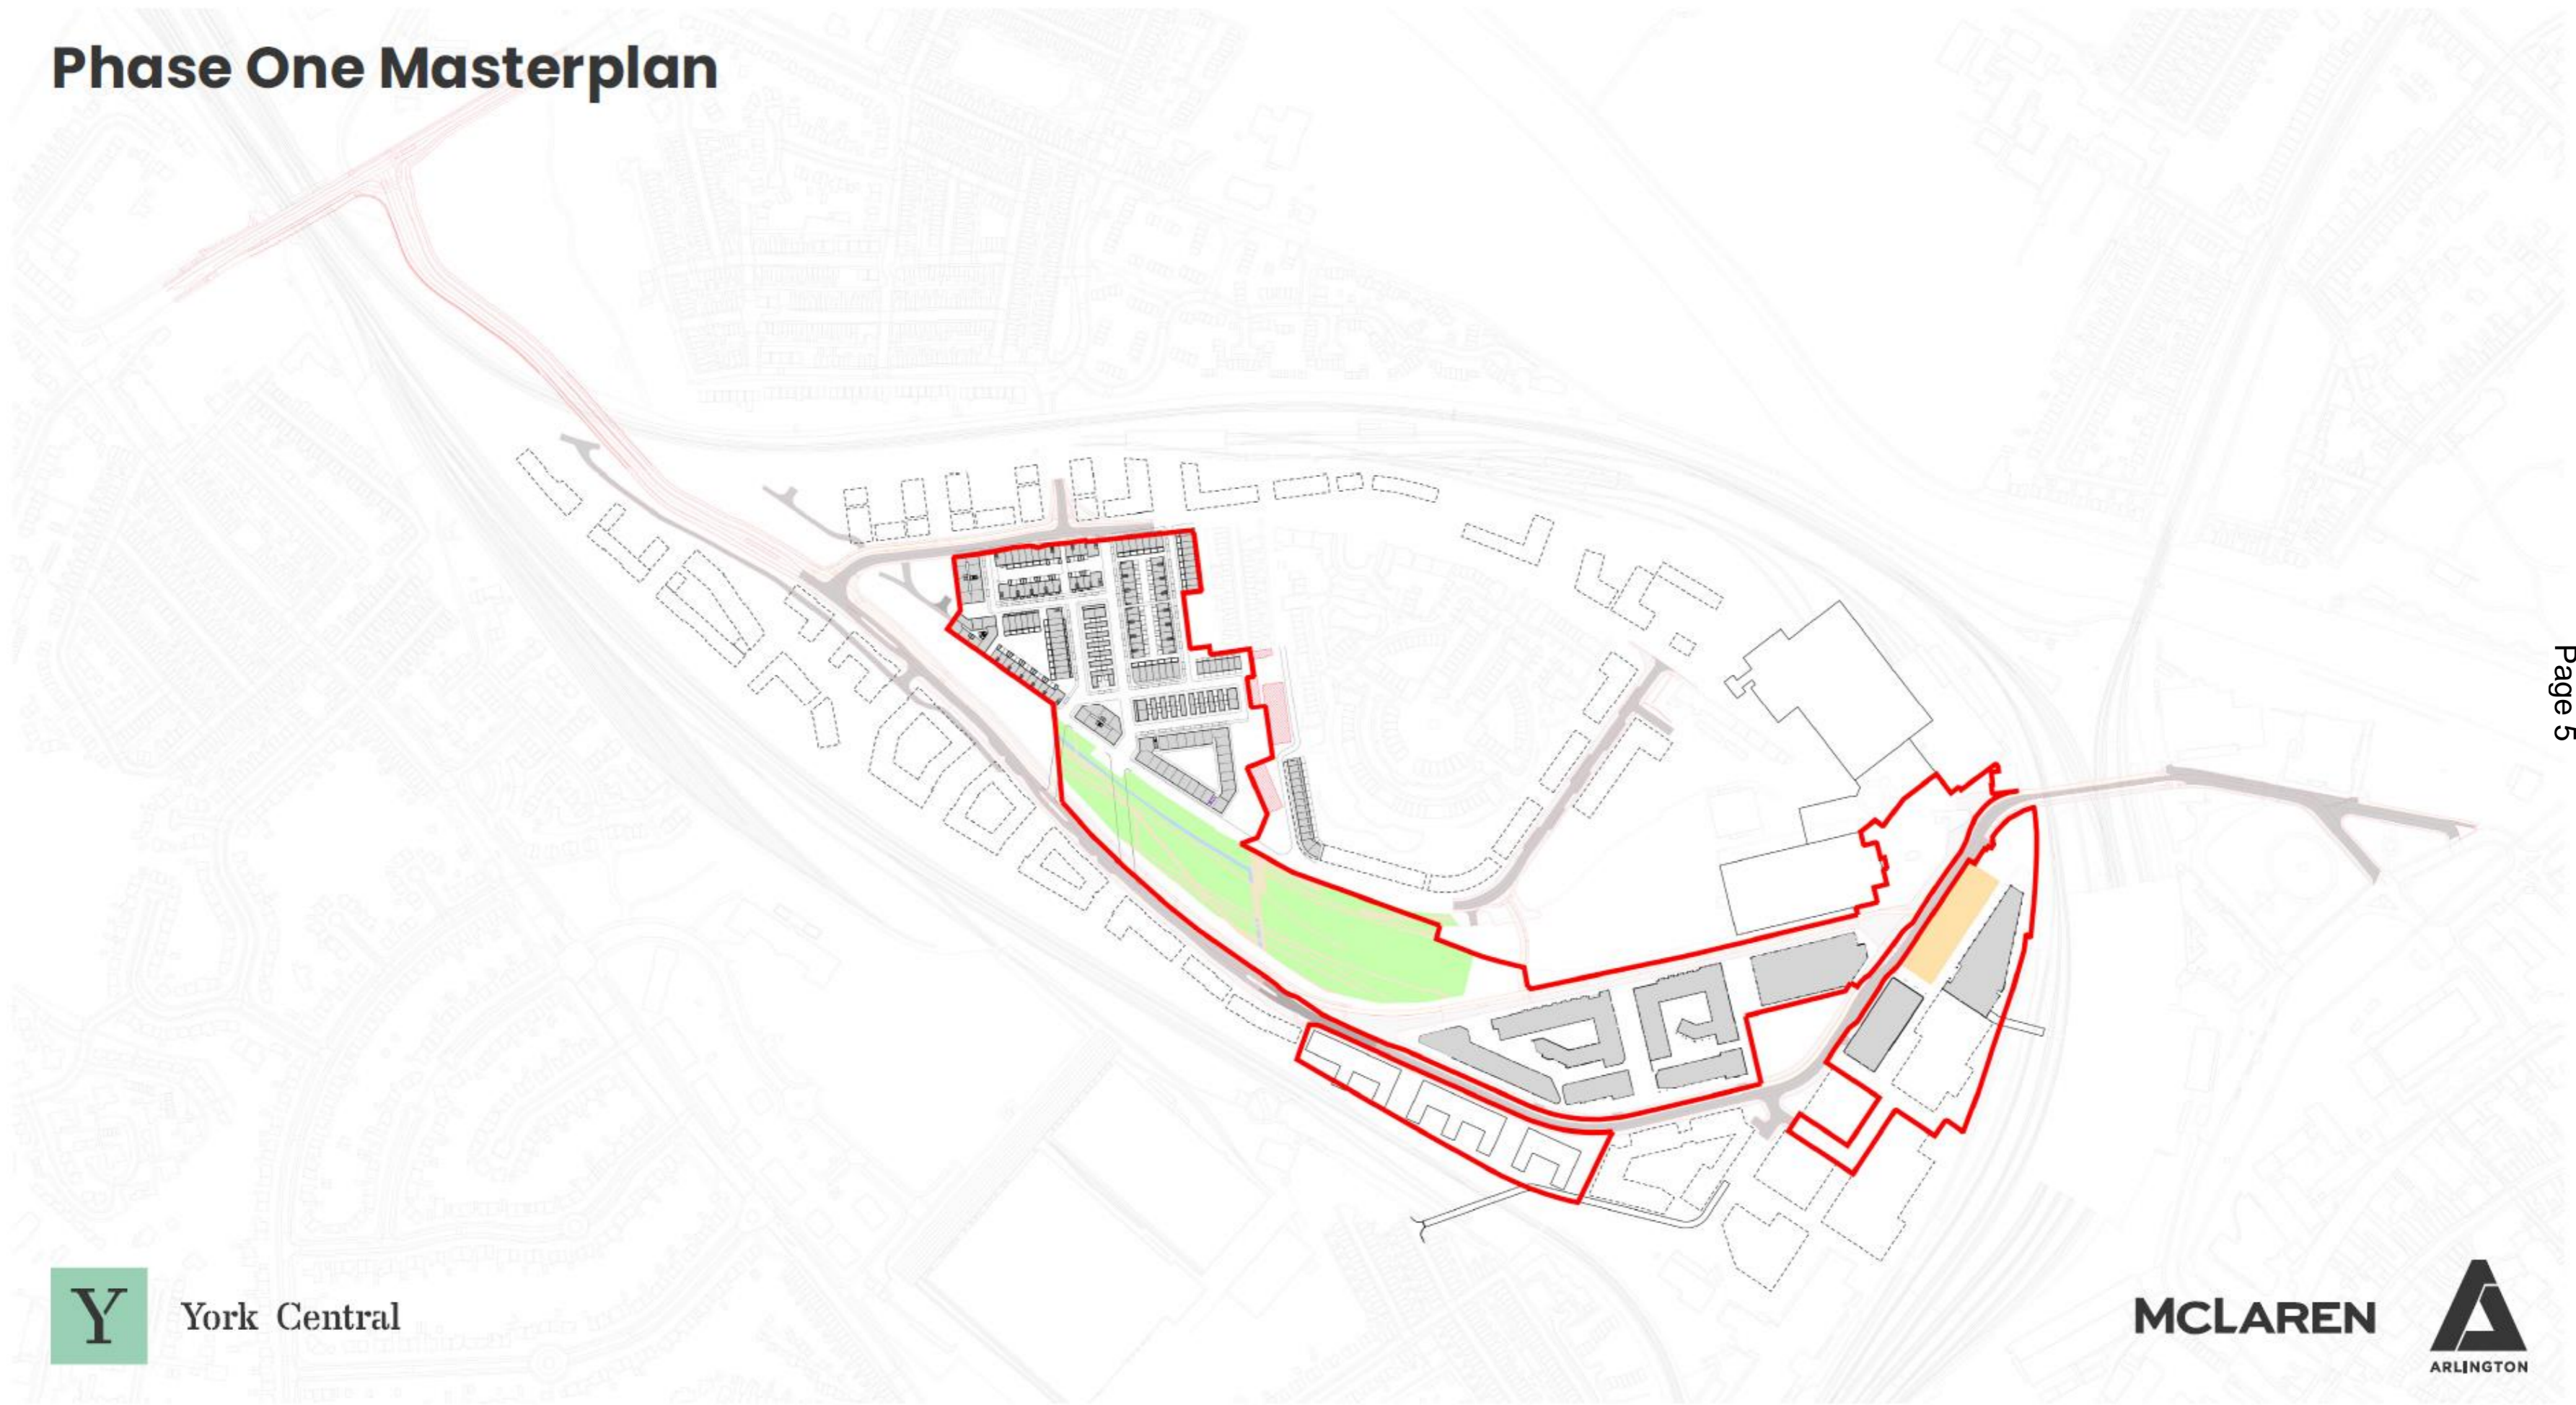 Phase One Masterplan
Page 5
Y
York Central
MCLAREN
ARLINGTON